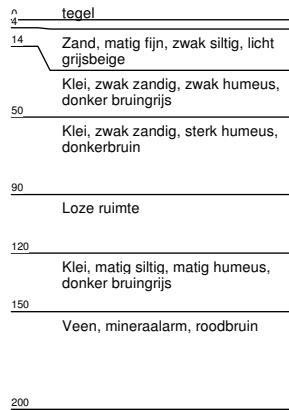 0 tegel
4
14 Zand, matig fijn, zwak siltig, licht
grijsbeige
Klei, zwak zandig, zwak humeus,
donker bruingrijs
50
Klei, zwak zandig, sterk humeus,
donkerbruin
90
Loze ruimte
120
Klei, matig siltig, matig humeus,
donker bruingrijs
150
Veen, mineraalarm, roodbruin
200